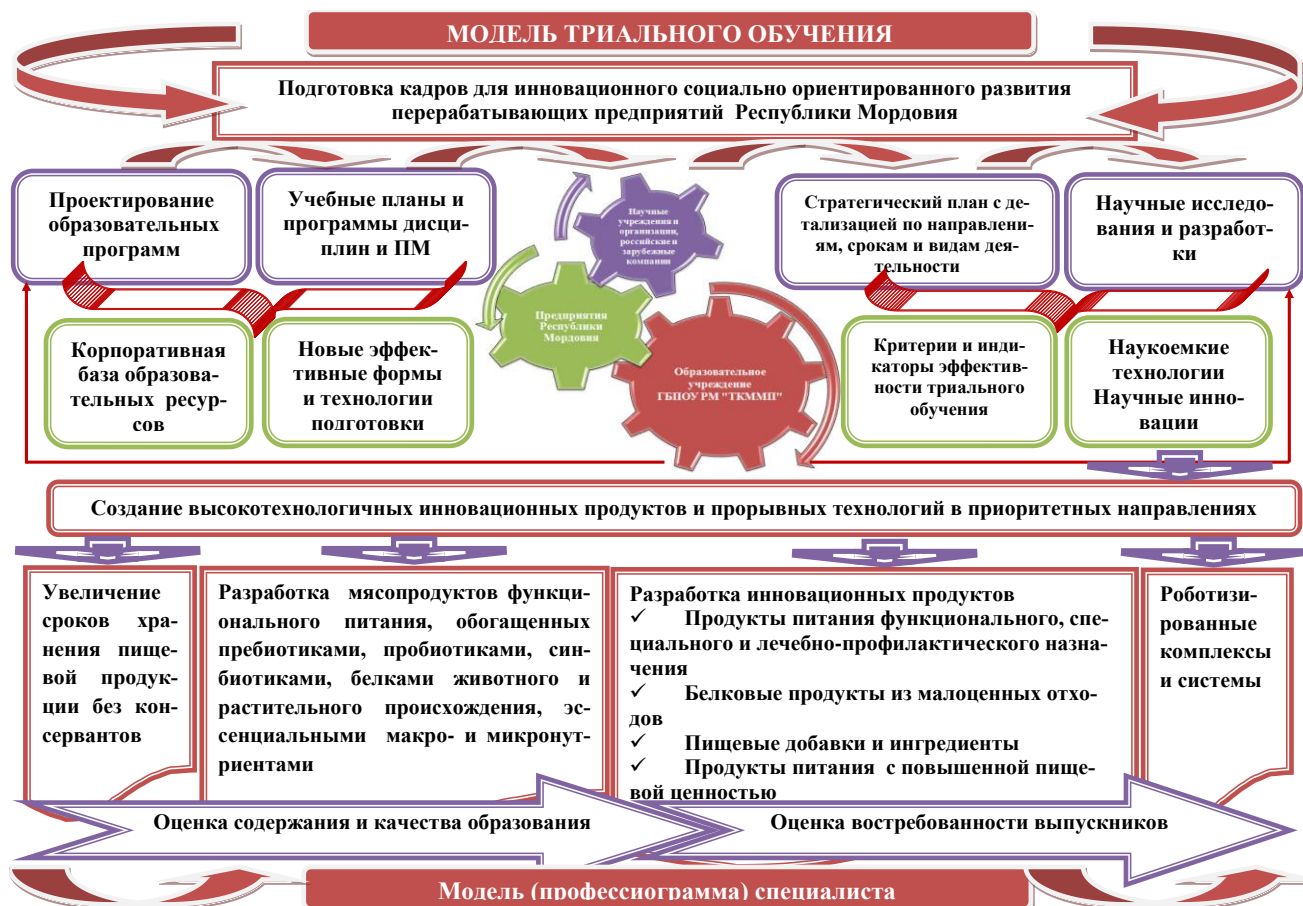 МОДЕЛЬ ТРИАЛЬНОГО ОБУЧЕНИЯ
Подготовка кадров для инновационного социально ориентированного развития
перерабатывающих предприятий Республики Мордовия
Проектирование
образовательных
программ
Учебные планы и
программы дисци-
плин и ПМ
Научные
учреждения и
организации,
российские и
зарубежные
компании
Стратегический план с де-
тализацией по направлени-
ям, срокам и видам дея-
тельности
Научные исследо-
вания и разработ-
ки
Корпоративная
база образова-
тельных ресур-
сов
Новые эффек-
тивные формы
и технологии
подготовки
Предприятия
Республики
Мордовия
Образовательное
учреждение
ГБПОУ РМ "ТКММП"
Критерии и инди-
каторы эффектив-
ности триального
обучения
Наукоемкие
технологии
Научные инно-
вации
Создание высокотехнологичных инновационных продуктов и прорывных технологий в приоритетных направлениях
Увеличение
сроков хра-
нения пище-
вой продук-
ции без кон-
сервантов
Разработка мясопродуктов функци-
онального питания, обогащенных
пребиотиками, пробиотиками, син-
биотиками, белками животного и
растительного происхождения, эс-
сенциальными макро- и микронут-
риентами
Разработка инновационных продуктов
✓ Продукты питания функционального, спе-
циального и лечебно-профилактического назна-
чения
✓ Белковые продукты из малоценных отхо-
дов
✓ Пищевые добавки и ингредиенты
✓ Продукты питания с повышенной пище-
вой ценностью
Роботизи-
рованные
комплексы
и системы
Оценка содержания и качества образования
Оценка востребованности выпускников
Модель (профессиограмма) специалиста